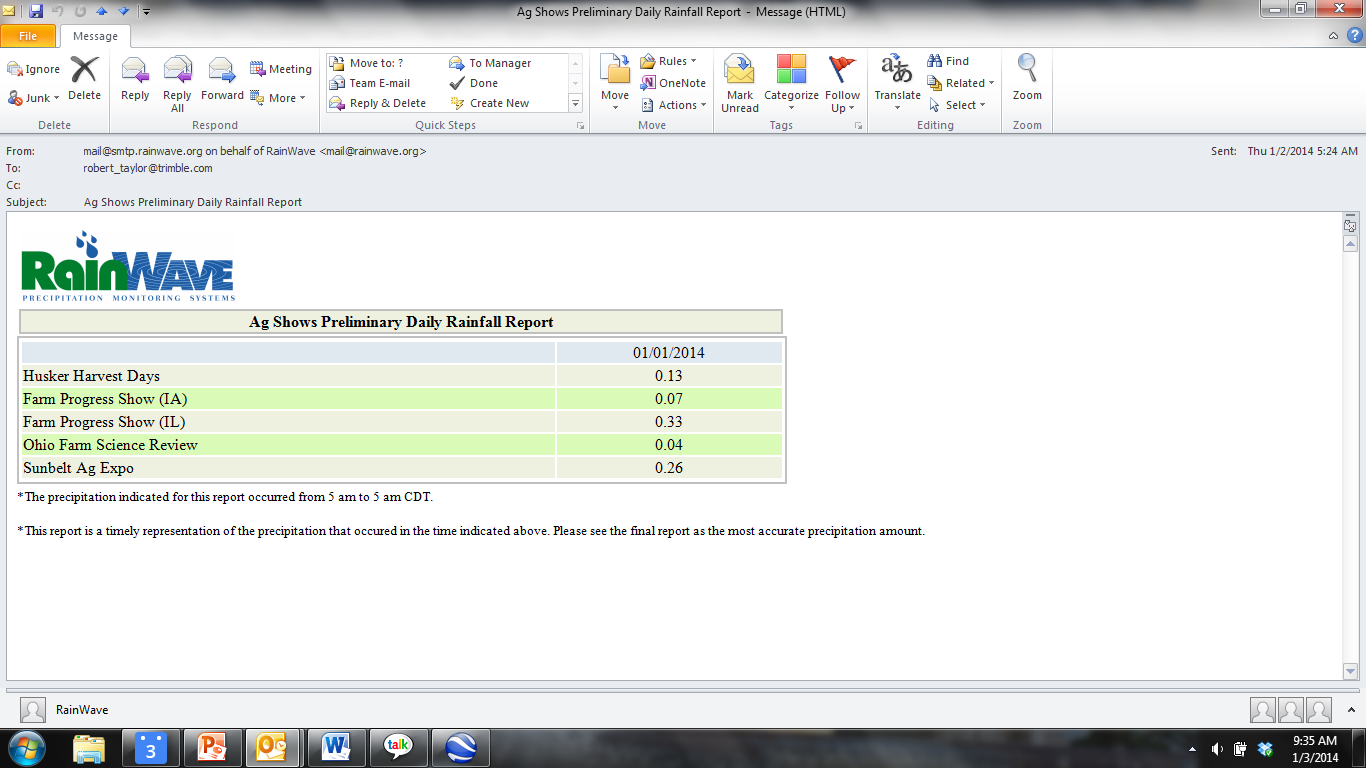 Ag Shows Preliminary Daily Rainfall Report - Message (HTML)
File Message
Ignore
Junk
Delete
Delete
Reply
Reply All
Forward
Meeting
More
Respond
Move to: ?
Team E-mail
Reply & Delete
To Manager
Done
Create New
Quick Steps
Move
Rules
OneNote
Actions
Move
Mark Unread
Categorize
Follow Up
Tags
Translate
Find
Related
Select
Editing
Zoom
Zoom
From: mail@smtp.rainwave.org on behalf of RainWave <mail@rainwave.org> Sent: Thu 1/2/2014 5:24 AM
To: robert_taylor@trimble.com
Cc:
Subject: Ag Shows Preliminary Daily Rainfall Report
RainWave
PRECIPITATION MONITORING SYSTEMS
Ag Shows Preliminary Daily Rainfall Report
01/01/2014
Husker Harvest Days 0.13
Farm Progress Show (IA) 0.07
Farm Progress Show (IL) 0.33
Ohio Farm Science Review 0.04
Sunbelt Ag Expo 0.26
*The precipitation indicated for this report occurred from 5 am to 5 am CDT.
*This report is a timely representation of the precipitation that occured in the time indicated above. Please see the final report as the most accurate precipitation amount.
RainWave
3
talk
9:35 AM
1/3/2014